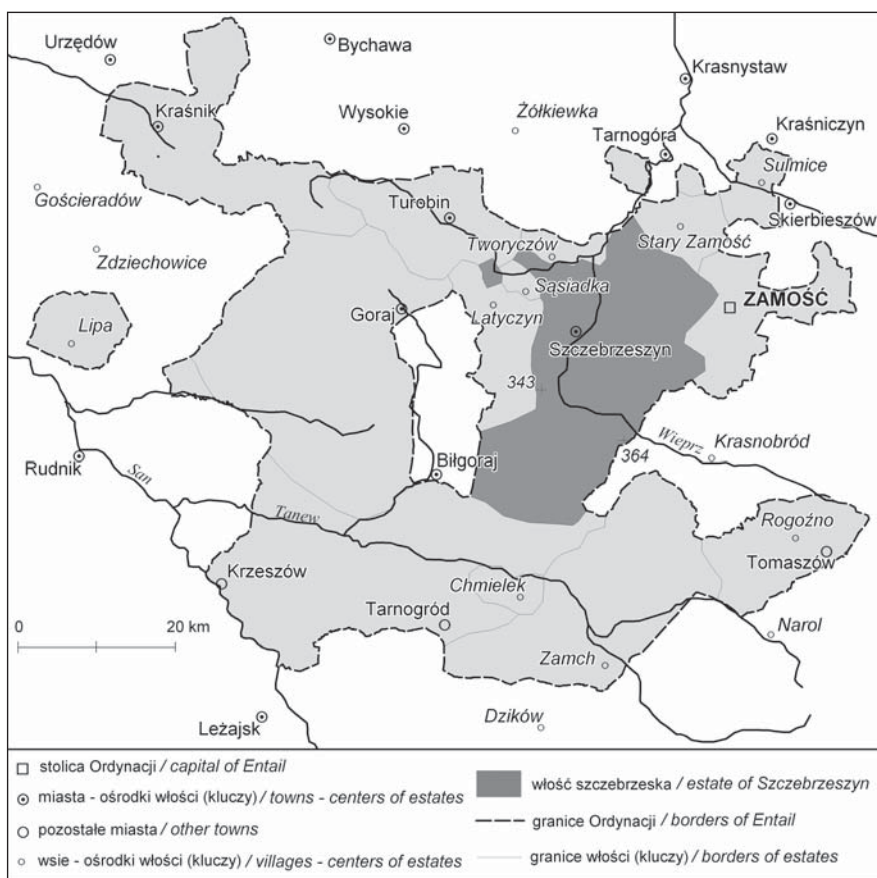 Urzędów
Bychawa
Krasnystaw
Kraśnik
Wysokie
Żółkiewka
Tarnogóra
Kraśniczyn
Sulmice
Gościeradów
Turobin
Skierbieszów
Stary Zamość
Tworyczów
Zdziechowice
Sąsiadka
ZAMOŚĆ
Goraj
Latyczyn
Lipa
Szczebrzeszyn
343
Wieprz
Krasnobród
364
Rudnik
San
Biłgoraj
Tanew
Rogoźno
Tomaszów
Krzeszów
Chmielek
Tarnogród
0 20 km
Narol
Zamch
Leżajsk
Dzików
stolica Ordynacji / capital of Entail
miasta - ośrodki włości (kluczy) / towns - centers of estates
pozostałe miasta / other towns
wsie - ośrodki włości (kluczy) / villages - centers of estates
włość szczebrzeska / estate of Szczebrzeszyn
granice Ordynacji / borders of Entail
granice włości (kluczy) / borders of estates